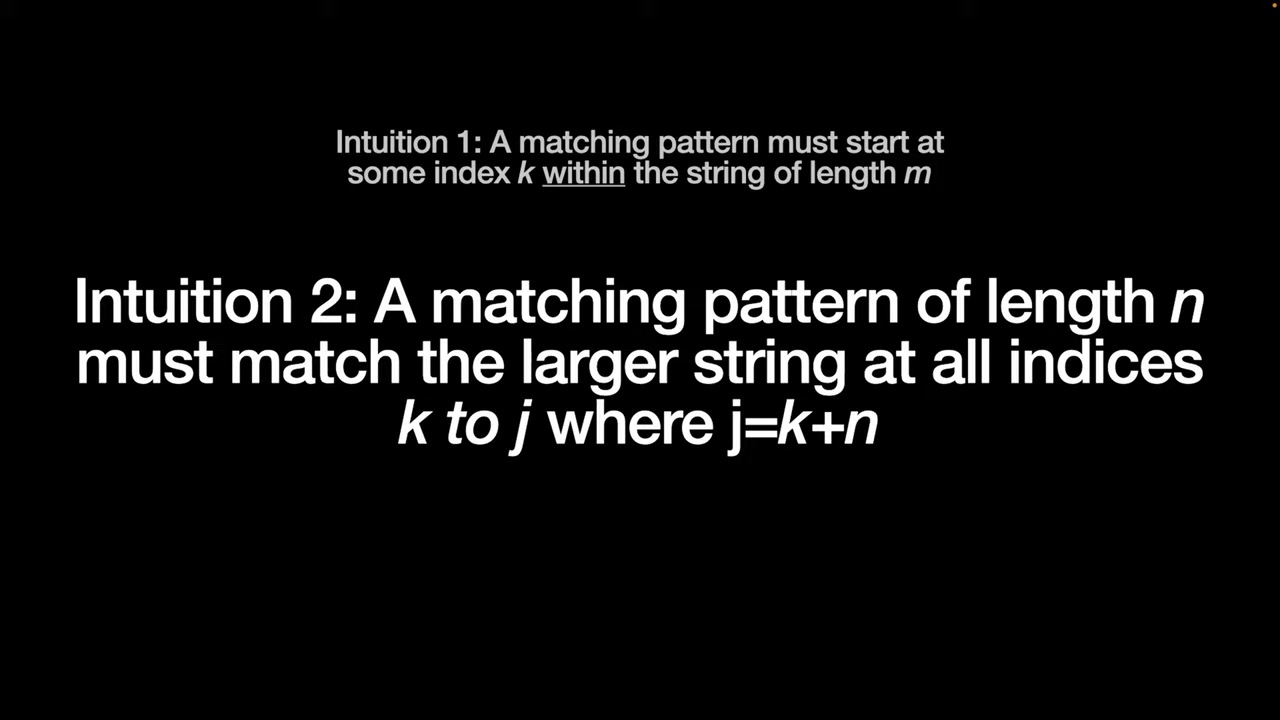 Intuition 1: A matching pattern must start at
some index k within the string of length m
Intuition 2: A matching pattern of length n
must match the larger string at all indices
k to j where j=k+n